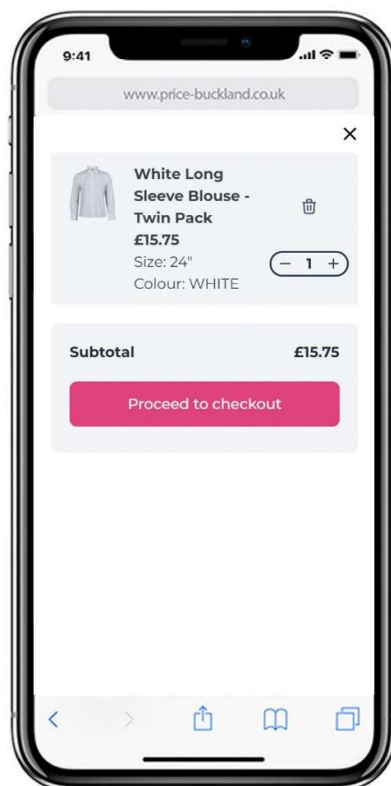 9:41
www.price-buckland.co.uk
White Long
Sleeve Blouse -
Twin Pack
£15.75
Size: 24"
Colour: WHITE
1
Subtotal £15.75
Proceed to checkout